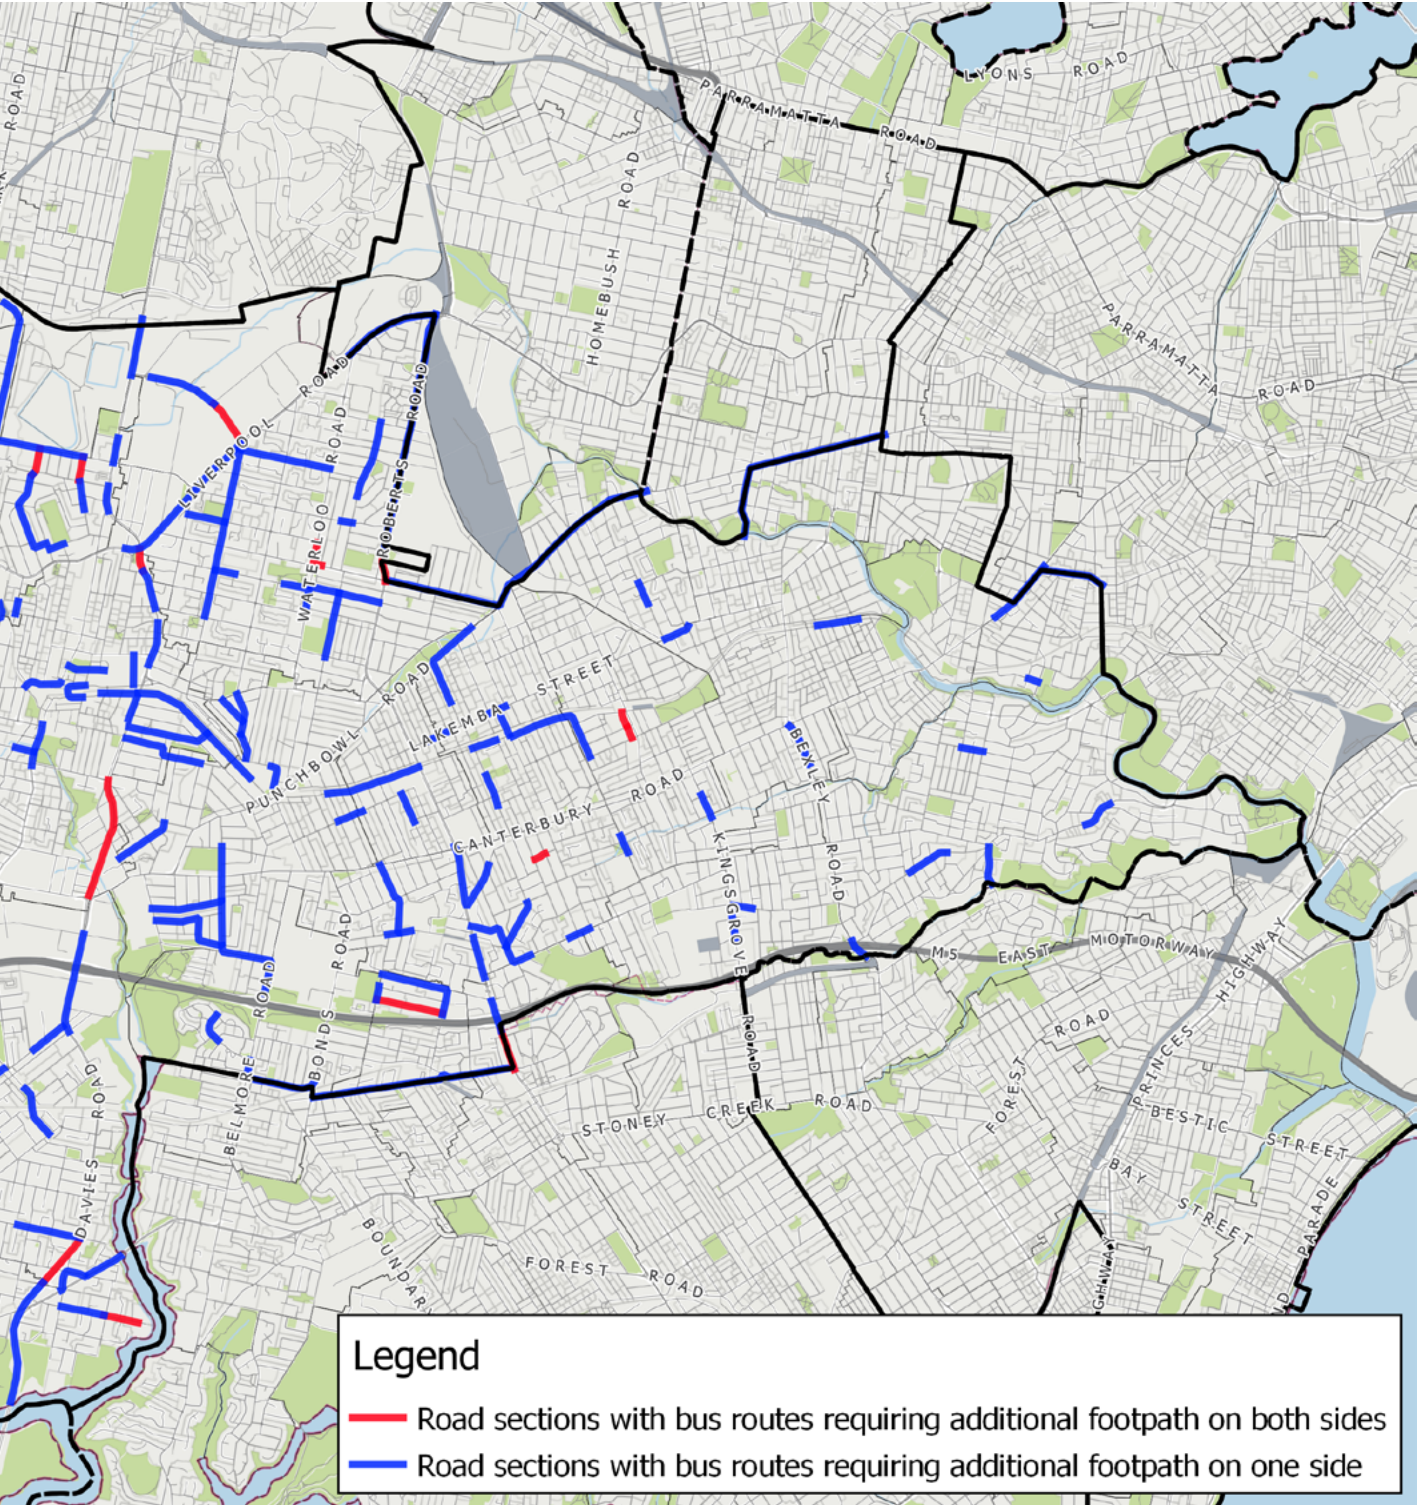 LYONS ROAD
ROAD
PARRAMATTA ROAD
ROAD
HOMEBUSH
PARRAMATTA ROAD
ROAD
LIVERPOOL
ROAD
ROBERTS
ROAD
WATERLOO
STREET
LAKEMBA
ROAD
PUNCHBOWL
ROAD
CANTERBURY
BEXLEY
ROAD
KINGSGROVE
ROAD
M5 EAST MOTORWAY
HIGHWAY
PRINCES
ROAD
FOREST
ROAD
BONDS
ROAD
BELMORE
ROAD
DAVIES
STONEY CREEK ROAD
BESTIC STREET
BAY STREET
PARADE
BOUNDAR
FOREST ROAD
GHWAY
Legend
Road sections with bus routes requiring additional footpath on both sides
Road sections with bus routes requiring additional footpath on one side